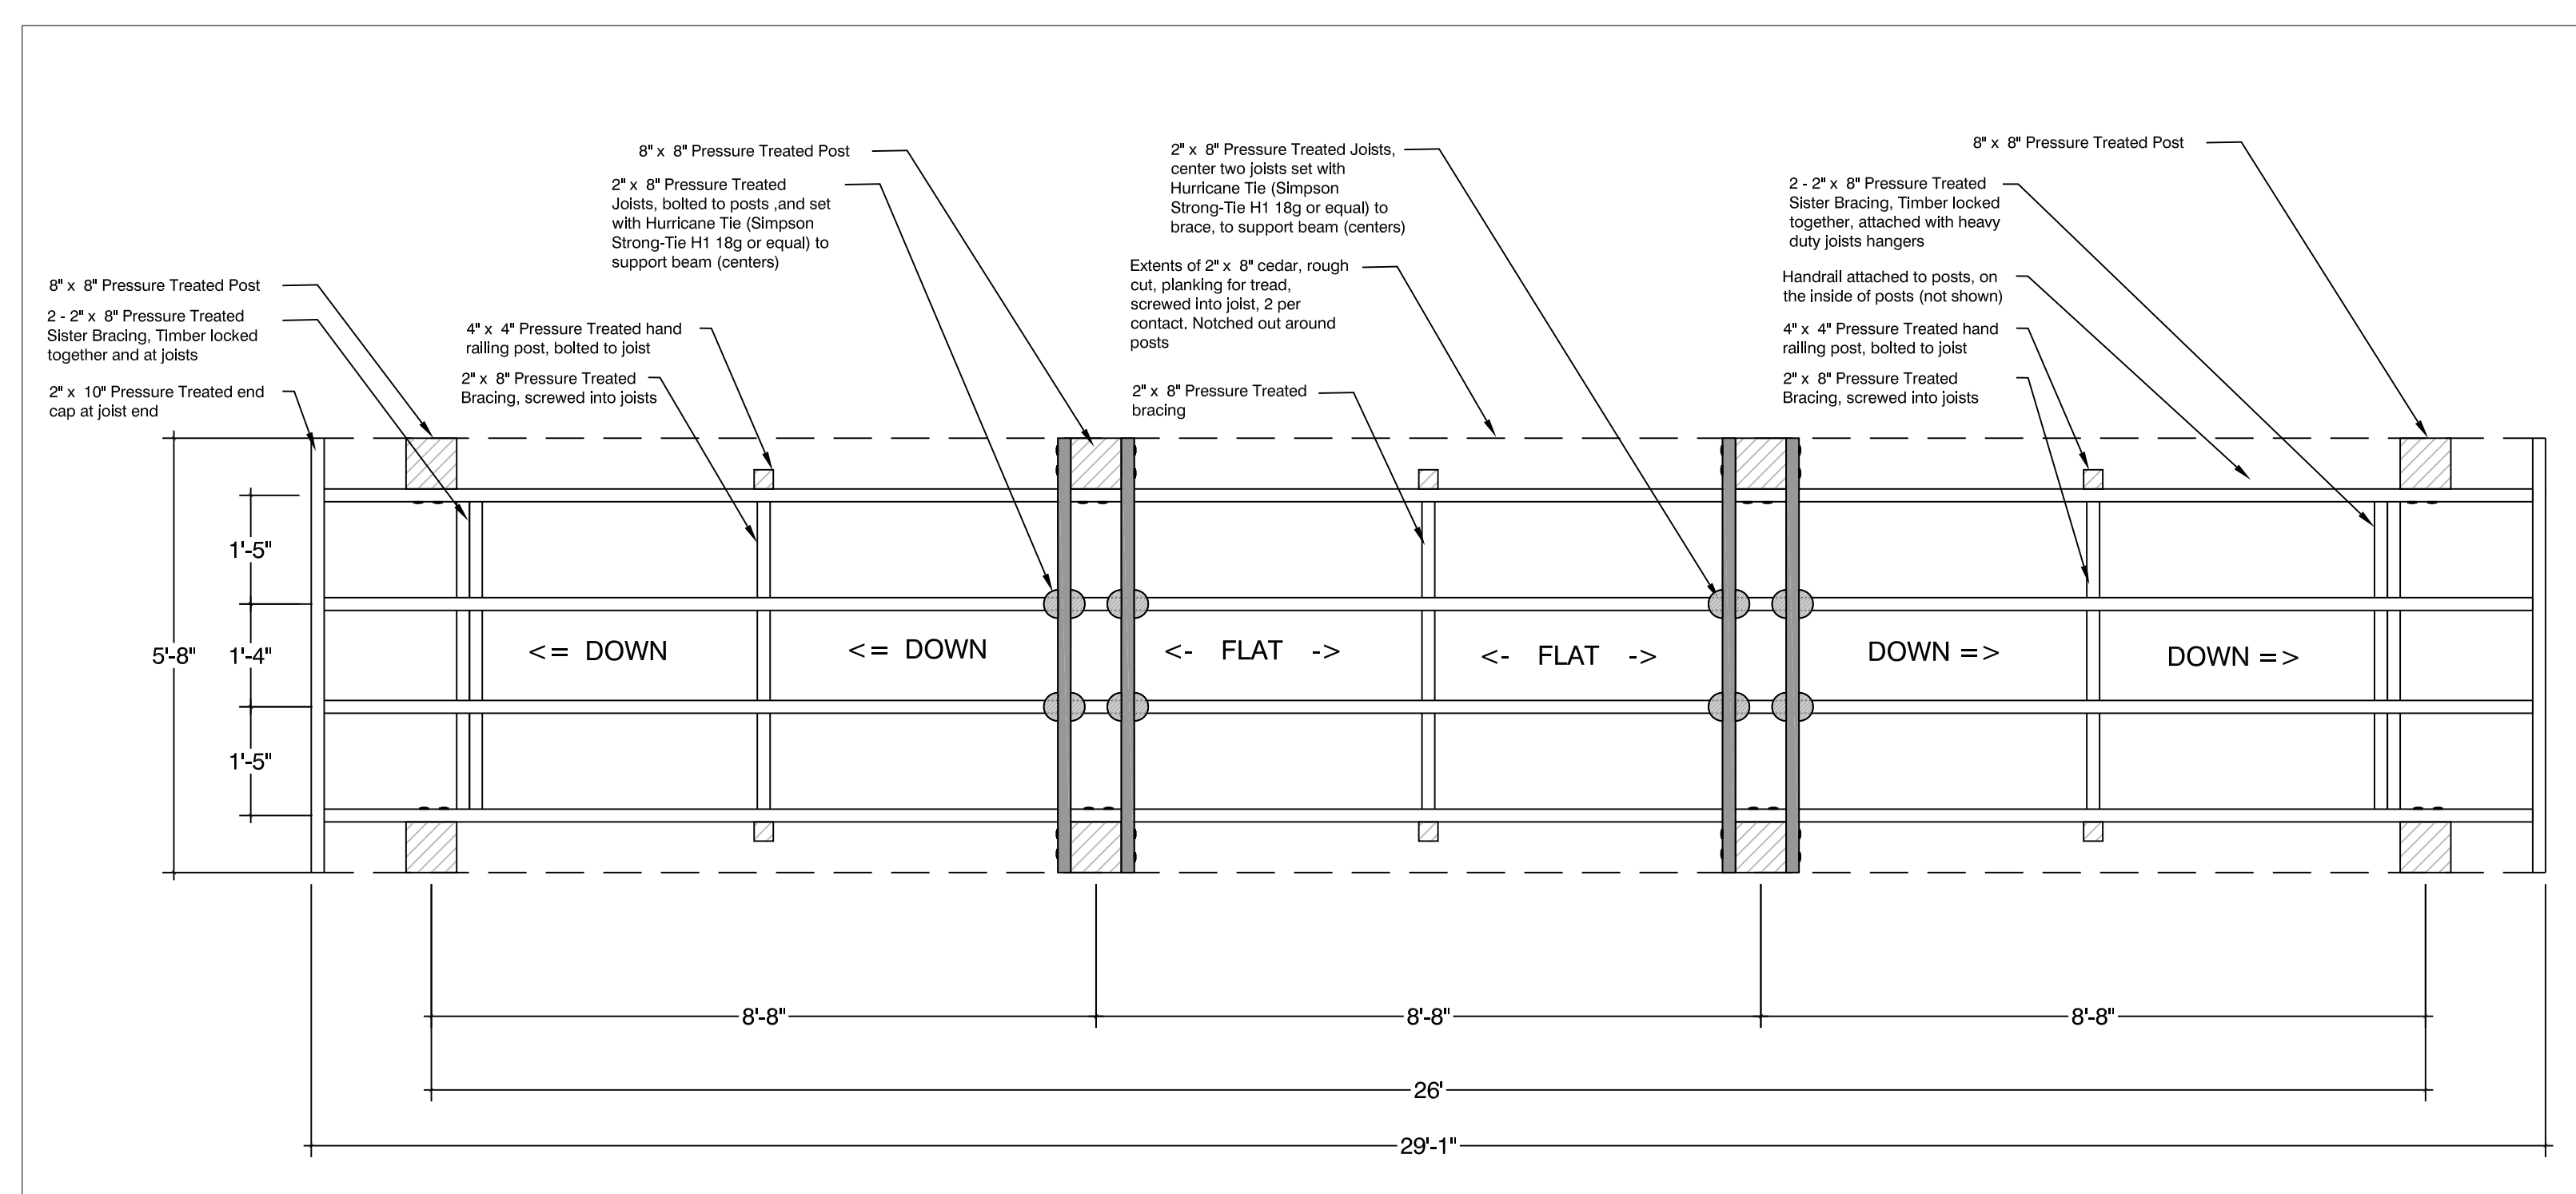 8" x 8" Pressure Treated Post
2 - 2" x 8" Pressure Treated
Sister Bracing, Timber locked
together and at joists
2" x 10" Pressure Treated end
cap at joist end
8" x 8" Pressure Treated Post
2" x 8" Pressure Treated
Joists, bolted to posts ,and set
with Hurricane Tie (Simpson
Strong-Tie H1 18g or equal) to
support beam (centers)
4" x 4" Pressure Treated hand
railing post, bolted to joist
2" x 8" Pressure Treated
Bracing, screwed into joists
2" x 8" Pressure Treated Joists,
center two joists set with
Hurricane Tie (Simpson
Strong-Tie H1 18g or equal) to
brace, to support beam (centers)
Extents of 2" x 8" cedar, rough
cut, planking for tread,
screwed into joist, 2 per
contact. Notched out around
posts
2" x 8" Pressure Treated
bracing
8" x 8" Pressure Treated Post
2 - 2" x 8" Pressure Treated
Sister Bracing, Timber locked
together, attached with heavy
duty joists hangers
Handrail attached to posts, on
the inside of posts (not shown)
4" x 4" Pressure Treated hand
railing post, bolted to joist
2" x 8" Pressure Treated
Bracing, screwed into joists
1'-5"
5'-8"
1'-4"
1'-5"
<= DOWN
<= DOWN
<- FLAT ->
<- FLAT ->
DOWN =>
DOWN =>
8'-8"
8'-8"
8'-8"
26'
29'-1"